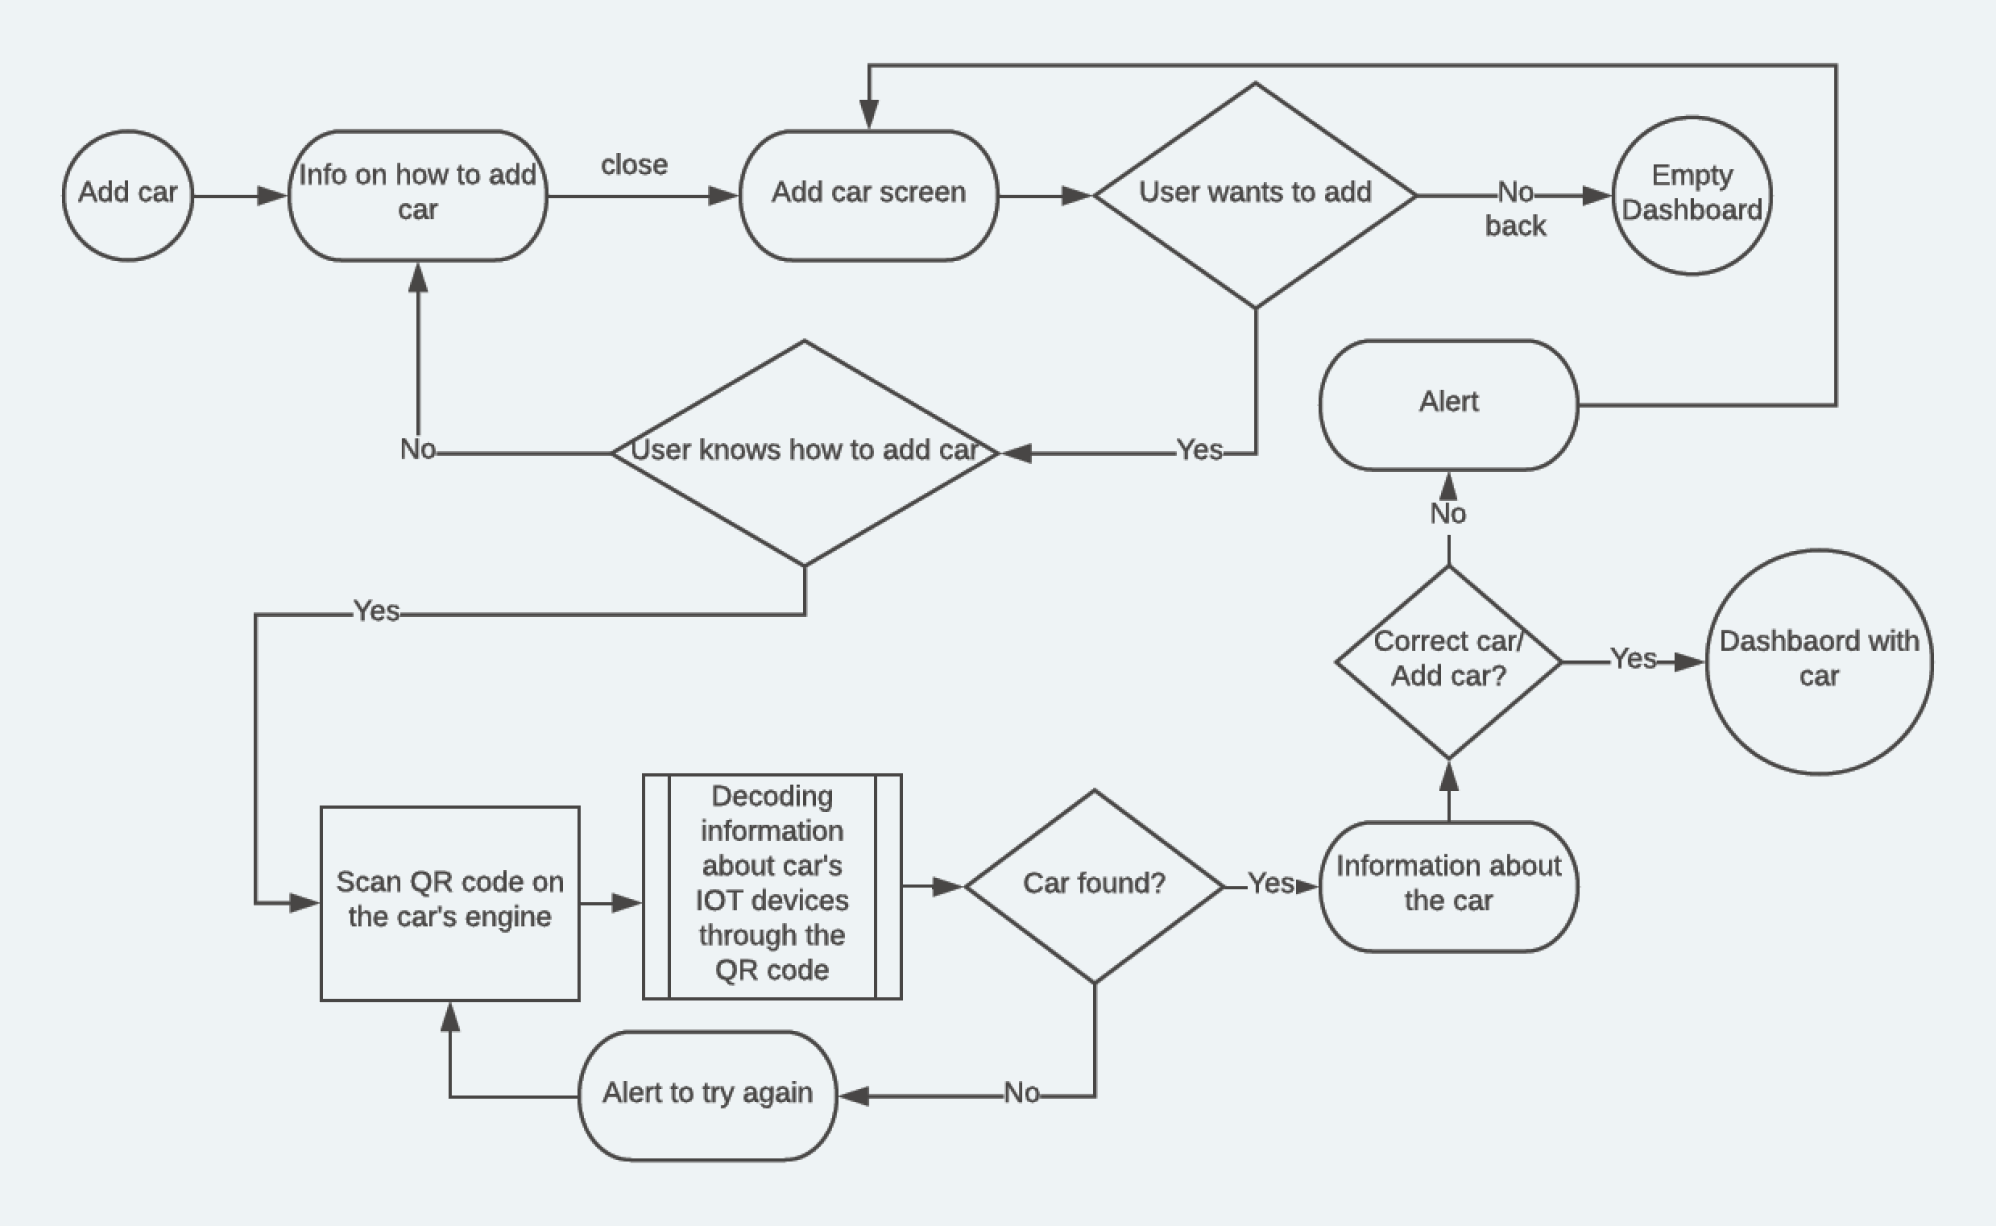 Add car
Info on how to add
car
close
Add car screen
User wants to add
No
back
Empty
Dashboard
No
User knows how to add car
Yes
Alert
No
Yes
Correct car/
Add car?
Yes
Dashbaord with
car
Scan QR code on
the car's engine
Decoding
information
about car's
IOT devices
through the
QR code
Car found?
Yes
Information about
the car
Alert to try again
No